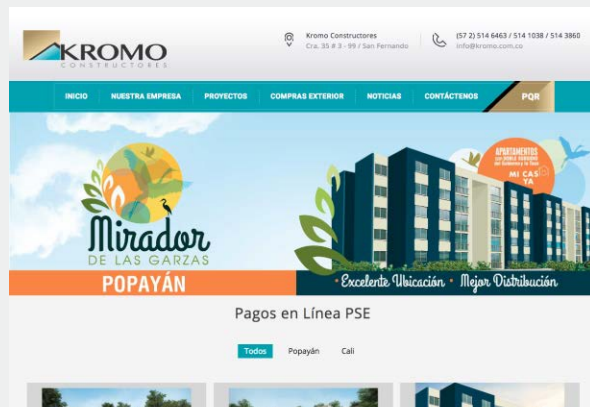 KROMO
CONSTRUCTORES
Kromo Constructores
Cra. 35 # 3 - 99 / San Fernando
(57 2) 514 6463 / 514 1038 / 514 3860
info@kromo.com.co
INICIO NUESTRA EMPRESA PROYECTOS COMPRAS EXTERIOR NOTICIAS CONTÁCTENOS PQR
APARTAMENTOS
MI CASA
YA
Mirador
DE LAS GARZAS
POPAYÁN
· Excelente Ubicación · Mejor Distribución
Pagos en Línea PSE
Todos Popayán Cali